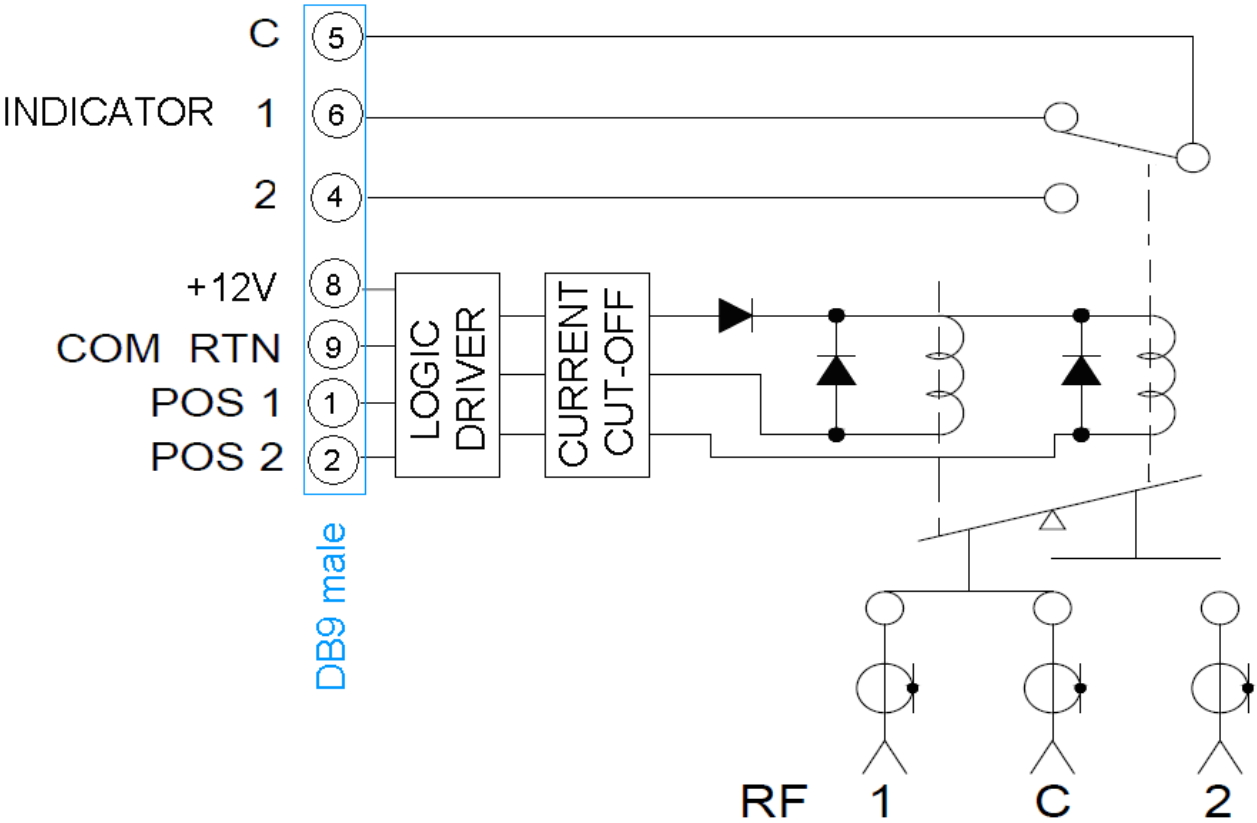 C 5
INDICATOR 1 6
2 4
+12V 8
COM RTN 9
POS 1 1
POS 2 2
LOGIC
DRIVER
CURRENT
CUT-OFF
DB9 male
RF 1 C 2